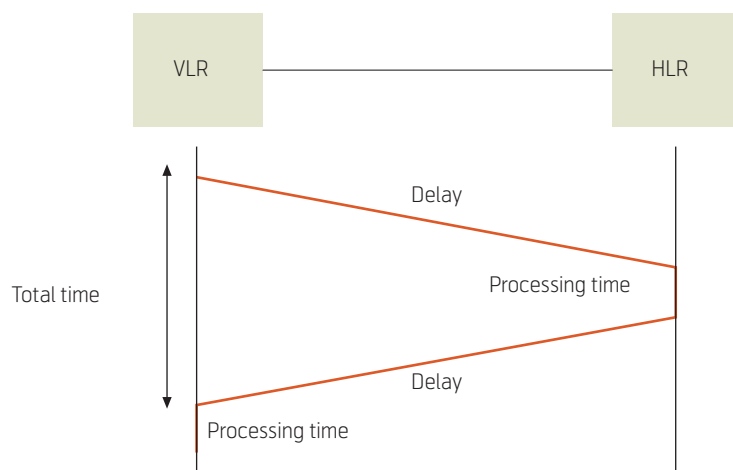 VLR
HLR
Delay
Processing time
Total time
Delay
Processing time